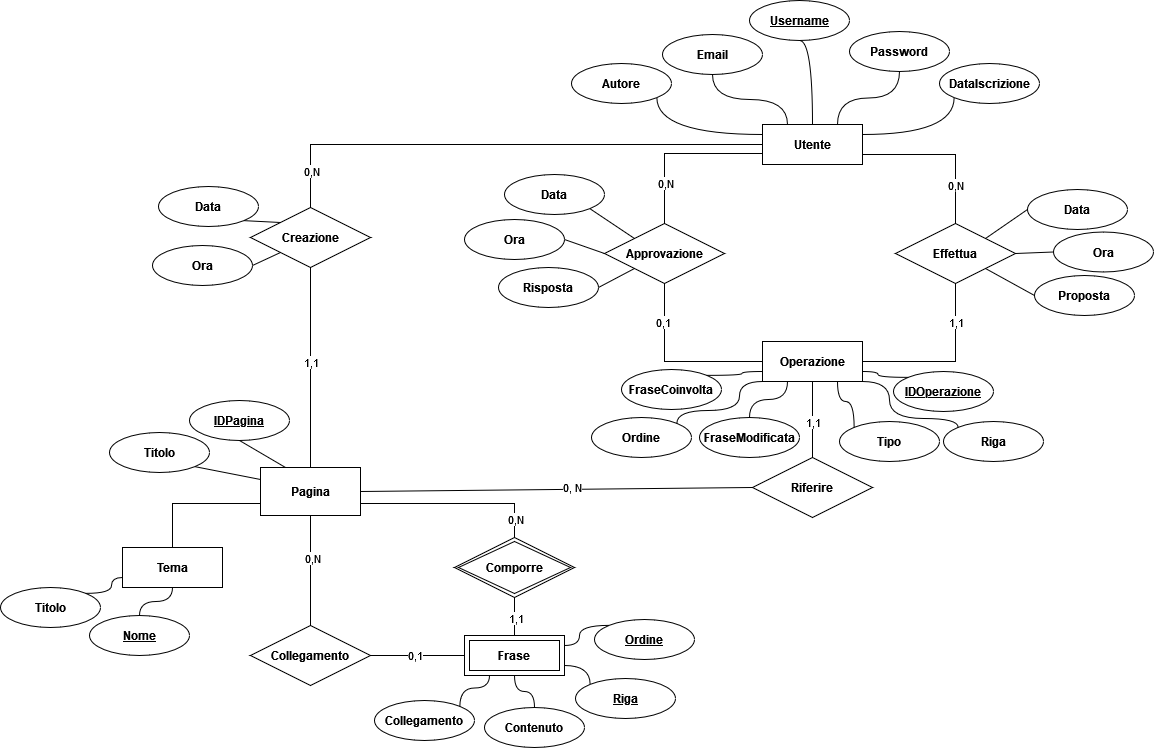 Username
Email
Password
Autore
DataIscrizione
Utente
0,N
0,N
0,N
Data
Data
Data
Creazione
Ora
Approvazione
Effettua
Ora
Ora
Risposta
Proposta
0,1
1,1
1,1
Operazione
FraseCoinvolta
IDOperazione
IDPagina
1,1
Ordine
FraseModificata
Tipo
Riga
Titolo
Pagina
0, N
Riferire
0,N
0,N
Tema
Comporre
Titolo
1,1
Nome
Ordine
Collegamento
0,1
Frase
Riga
Collegamento
Contenuto